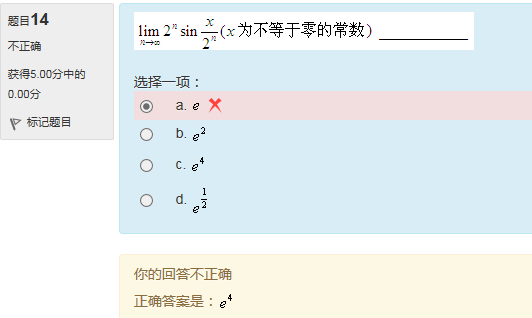 题目14
不正确
获得5.00分中的
0.00分
标记题目
lim n→∞ 2ⁿ sin x/2ⁿ (x 为不等于零的常数) ________
选择一项：
a. e
b. e²
c. e⁴
d. e^(1/2)
你的回答不正确
正确答案是：e⁴